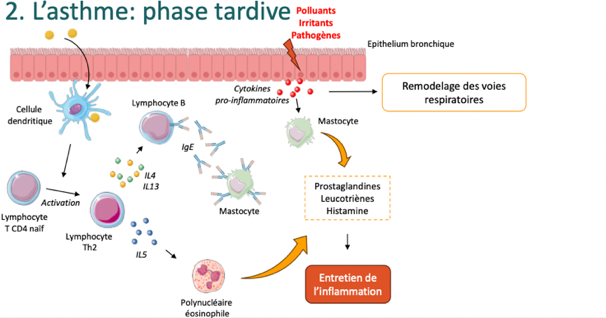 2. L'asthme: phase tardive
Polluants
Irritants
Pathogènes
Epithelium bronchique
Cytokines
pro-inflammatoires
Remodelage des voies
respiratoires
Cellule
dendritique
Lymphocyte B
IgE
Mastocyte
IL4
IL13
Activation
Lymphocyte
T CD4 naïf
Lymphocyte
Th2
Mastocyte
IL5
Prostaglandines
Leucotriènes
Histamine
Polynucléaire
éosinophile
Entretien de
l'inflammation